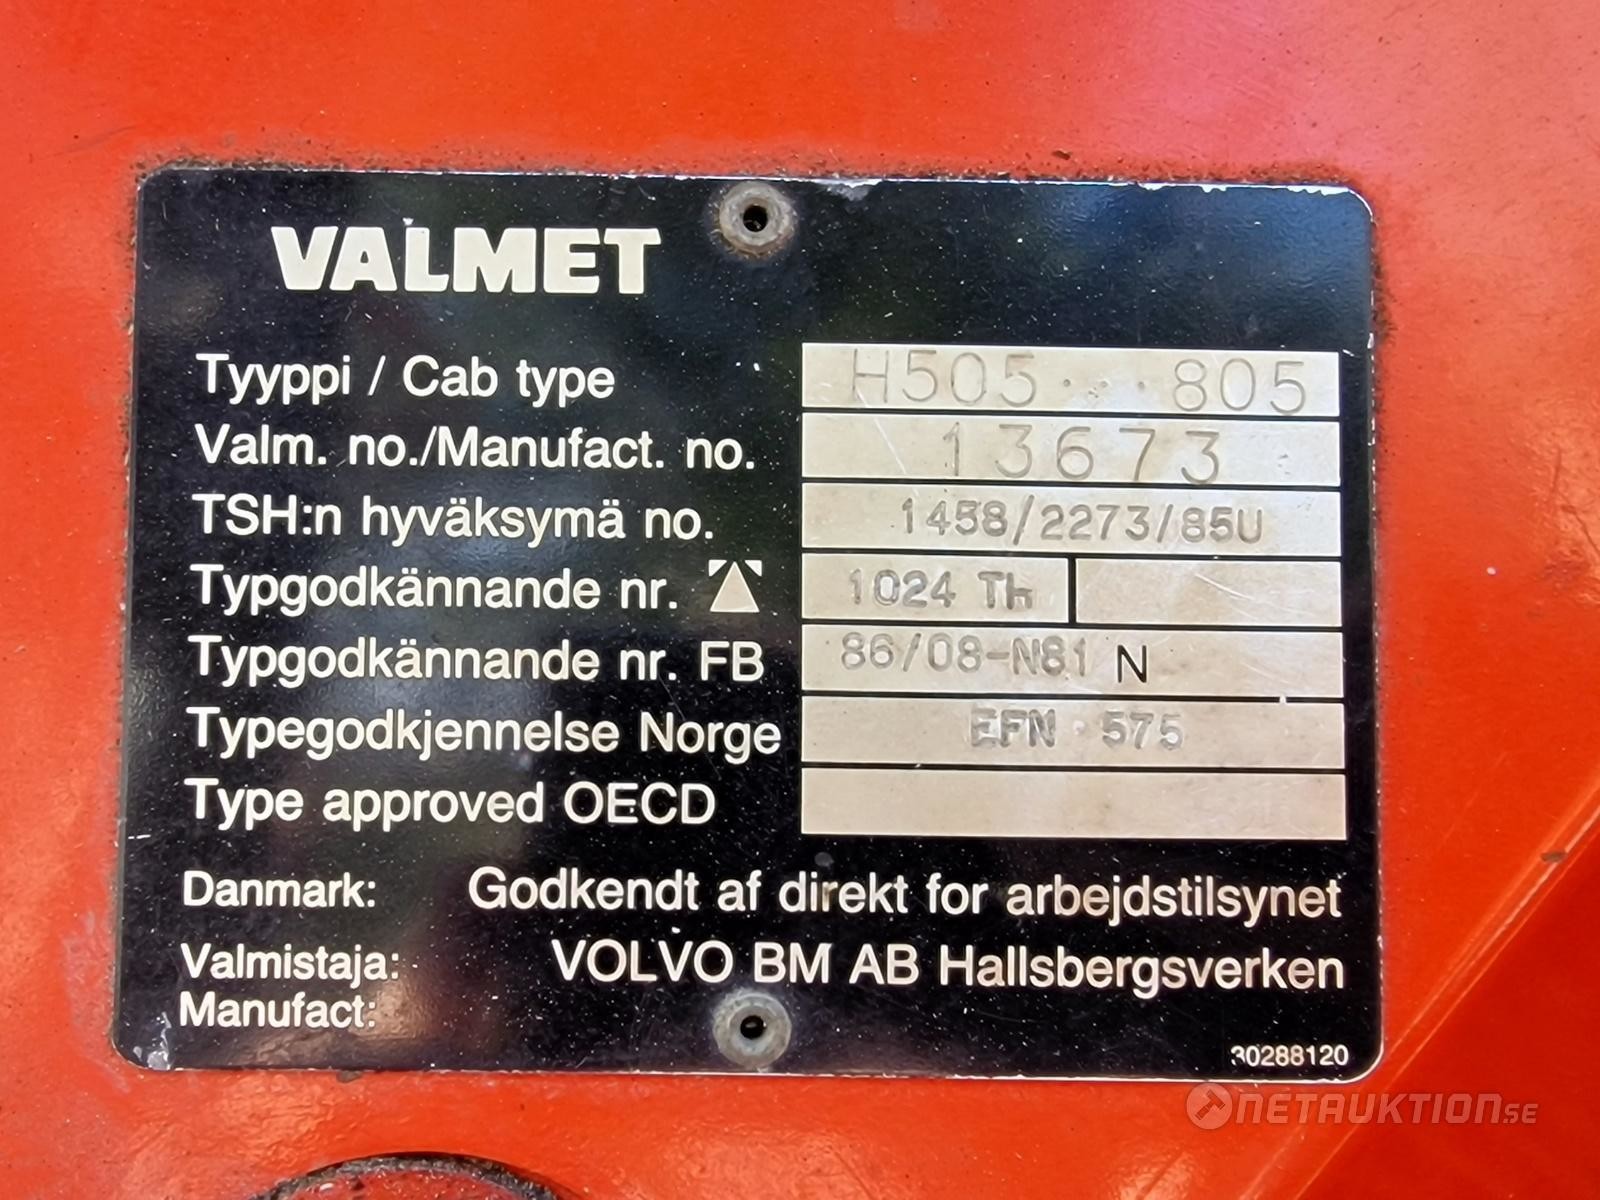 VALMET
Tyyppi / Cab type H505...805
Valm. no./Manufact. no. 13673
TSH:n hyväksymä no. 1458/2273/85U
Typgodkännande nr. 1024 Th
Typgodkännande nr. FB 86/08-N81 N
Typegodkjennelse Norge EFN · 575
Type approved OECD
Danmark: Godkendt af direkt for arbejdstilsynet
Valmistaja: VOLVO BM AB Hallsbergsverken
Manufact:
30288120
NETAUKTION.SE